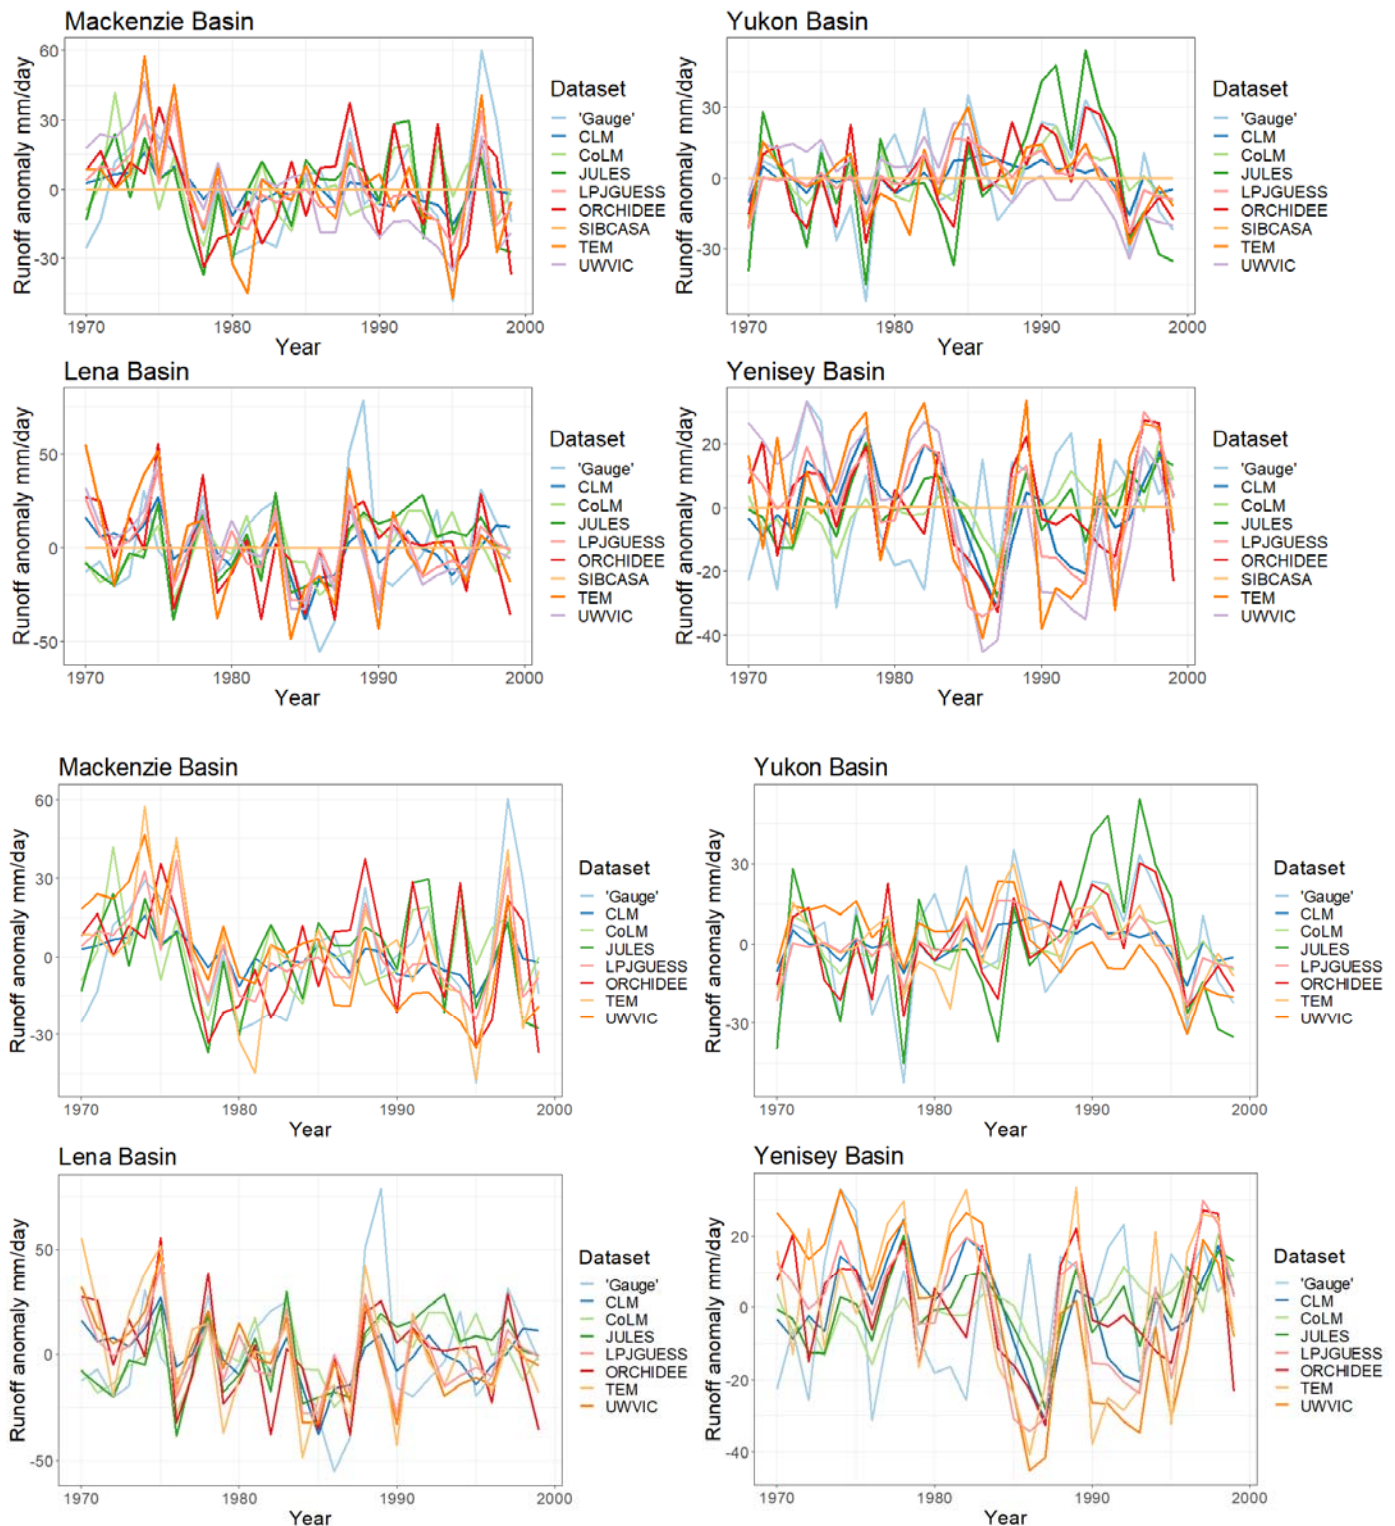 Mackenzie Basin
Runoff anomaly mm/day
60
30
0
-30
1970
1980
1990
2000
Year
Dataset
'Gauge'
CLM
CoLM
JULES
LPJGUESS
ORCHIDEE
SIBCASA
TEM
UWVIC
Yukon Basin
Runoff anomaly mm/day
30
0
-30
1970
1980
1990
2000
Year
Dataset
'Gauge'
CLM
CoLM
JULES
LPJGUESS
ORCHIDEE
SIBCASA
TEM
UWVIC
Lena Basin
Runoff anomaly mm/day
50
0
-50
1970
1980
1990
2000
Year
Dataset
'Gauge'
CLM
CoLM
JULES
LPJGUESS
ORCHIDEE
SIBCASA
TEM
UWVIC
Yenisey Basin
Runoff anomaly mm/day
20
0
-20
-40
1970
1980
1990
2000
Year
Dataset
'Gauge'
CLM
CoLM
JULES
LPJGUESS
ORCHIDEE
SIBCASA
TEM
UWVIC
Mackenzie Basin
Runoff anomaly mm/day
60
30
0
-30
1970
1980
1990
2000
Year
Dataset
'Gauge'
CLM
CoLM
JULES
LPJGUESS
ORCHIDEE
TEM
UWVIC
Yukon Basin
Runoff anomaly mm/day
30
0
-30
1970
1980
1990
2000
Year
Dataset
'Gauge'
CLM
CoLM
JULES
LPJGUESS
ORCHIDEE
TEM
UWVIC
Lena Basin
Runoff anomaly mm/day
50
0
-50
1970
1980
1990
2000
Year
Dataset
'Gauge'
CLM
CoLM
JULES
LPJGUESS
ORCHIDEE
TEM
UWVIC
Yenisey Basin
Runoff anomaly mm/day
20
0
-20
-40
1970
1980
1990
2000
Year
Dataset
'Gauge'
CLM
CoLM
JULES
LPJGUESS
ORCHIDEE
TEM
UWVIC